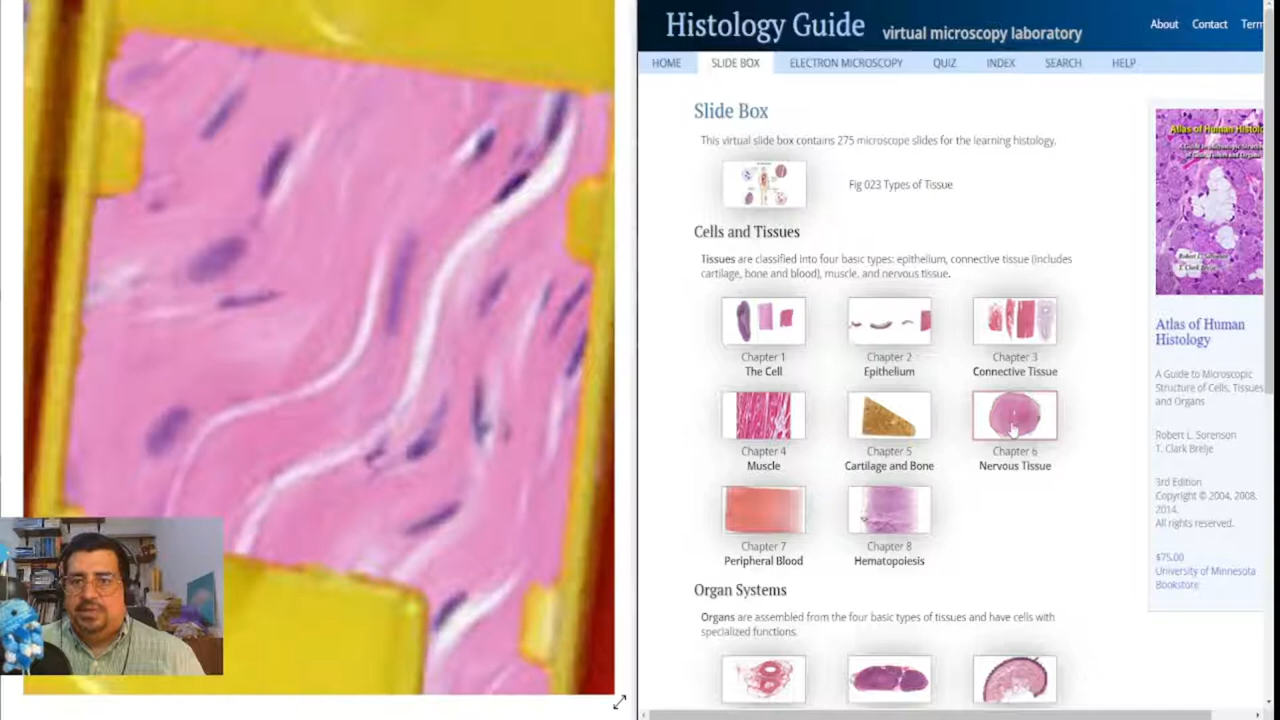 Histology Guide virtual microscopy laboratory
About Contact
HOME SLIDE BOX ELECTRON MICROSCOPY QUIZ INDEX SEARCH HELP
Slide Box
This virtual slide box contains 275 microscope slides for the learning histology.
Fig 023 Types of Tissue
Cells and Tissues
Tissues are classified into four basic types: epithelium, connective tissue (includes
cartilage, bone and blood), muscle, and nervous tissue.
Chapter 1
The Cell
Chapter 2
Epithelium
Chapter 3
Connective Tissue
Chapter 4
Muscle
Chapter 5
Cartilage and Bone
Chapter 6
Nervous Tissue
Chapter 7
Peripheral Blood
Chapter 8
Hematopoiesis
Organ Systems
Organs are assembled from the four basic types of tissues and have cells with
specialized functions.
Robert L. Sorenson
T. Clark Brelje
Atlas of Human
Histology
A Guide to Microscopic
Structure of Cells, Tissues
and Organs
Robert L. Sorenson
T. Clark Brelje
3rd Edition
Copyright © 2004, 2008,
2014.
All rights reserved.
$75.00
University of Minnesota
Bookstore